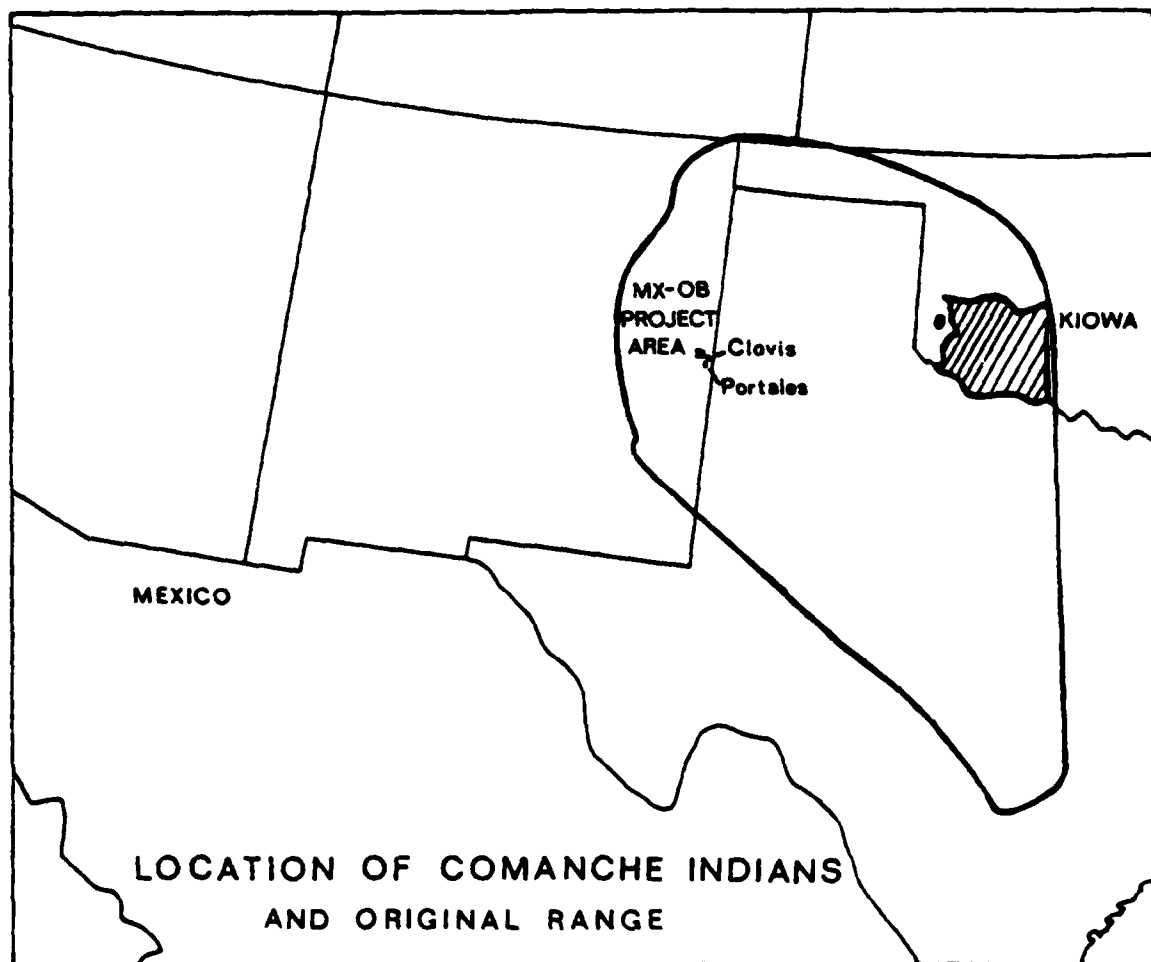 MX-OB
PROJECT
AREA
Clovis
Portales
KIOWA
MEXICO
LOCATION OF COMANCHE INDIANS
AND ORIGINAL RANGE